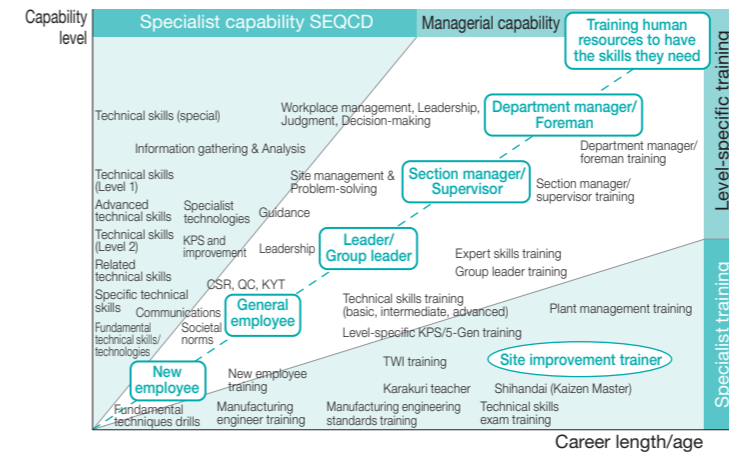 Capability
level
Specialist capability SEQCD
Managerial capability
Training human
resources to have
the skills they need
Level-specific training
Technical skills (special)
Workplace management, Leadership,
Judgment, Decision-making
Department manager/
Foreman
Information gathering & Analysis
Department manager/
foreman training
Technical skills
(Level 1)
Site management &
Problem-solving
Section manager/
Supervisor
Section manager/
supervisor training
Advanced
technical skills
Specialist
technologies
Guidance
Technical skills
(Level 2)
KPS and
improvement
Leadership
Leader/
Group leader
Expert skills training
Group leader training
Related
technical skills
CSR, QC, KYT
Specific technical
skills
Communications
General
employee
Technical skills training
(basic, intermediate, advanced)
Plant management training
Fundamental
technical skills/
technologies
Societal
norms
Level-specific KPS/5-Gen training
TWI training
Site improvement trainer
Specialist training
New
employee
New employee
training
Karakuri teacher
Shihandai (Kaizen Master)
Fundamental
techniques drills
Manufacturing
engineer training
Manufacturing engineering
standards training
Technical skills
exam training
Career length/age